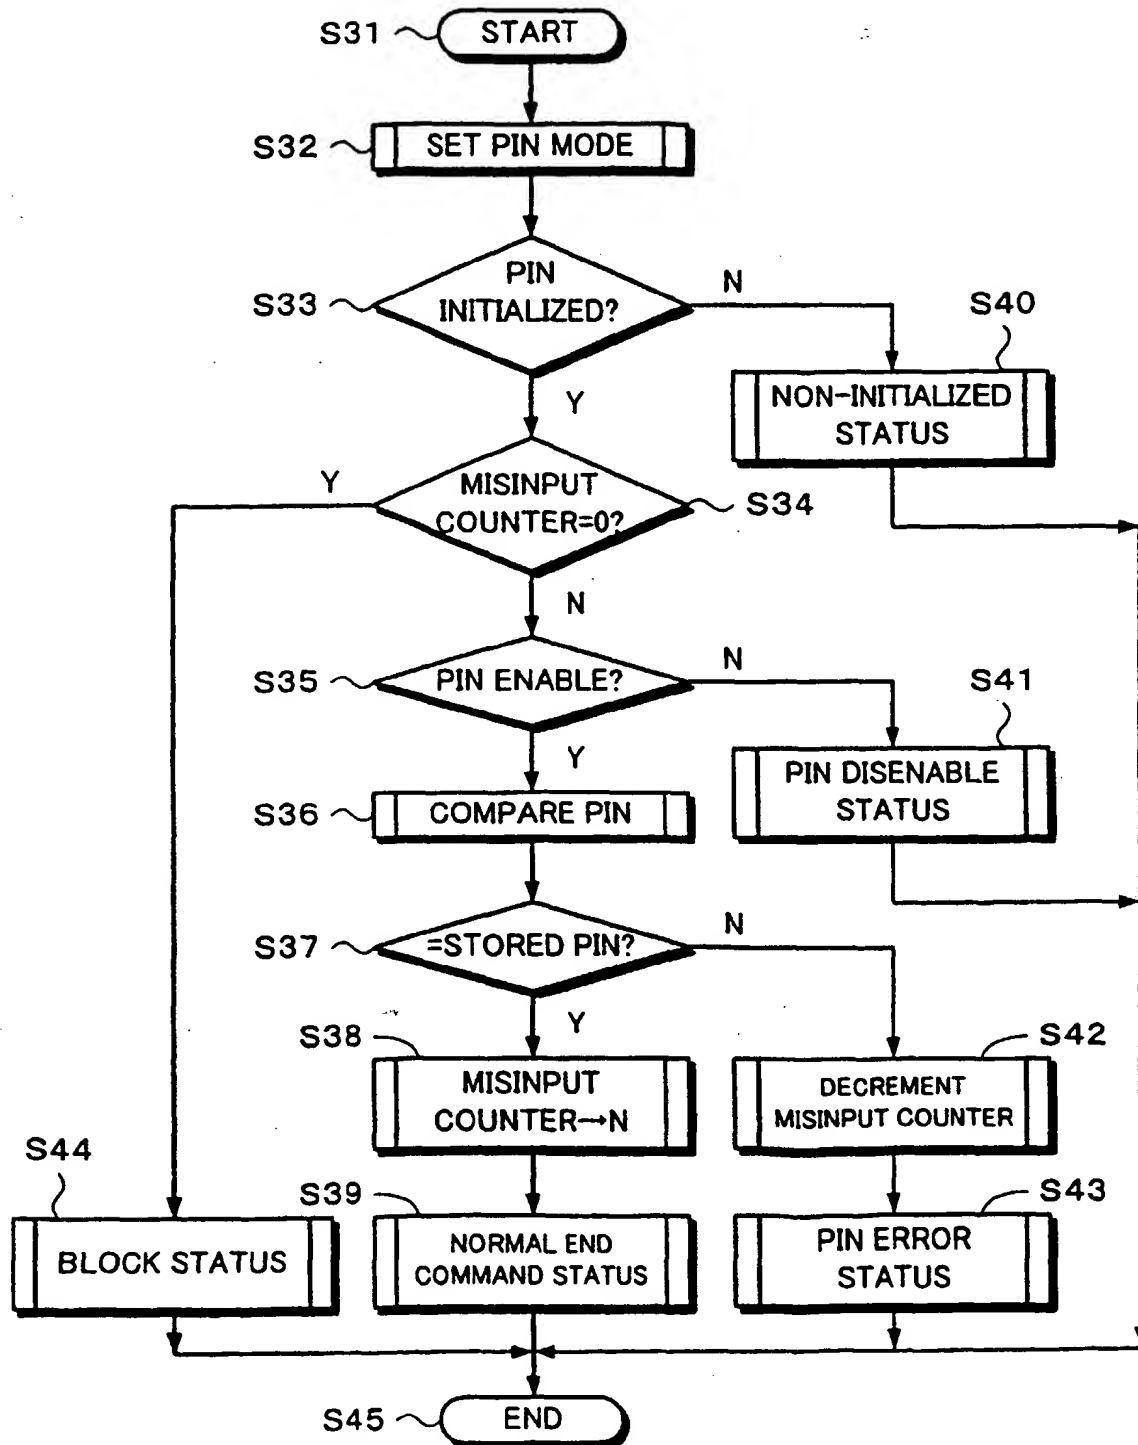 S31
START
S32
SET PIN MODE
S33
PIN
INITIALIZED?
N
Y
S40
NON-INITIALIZED
STATUS
Y
MISINPUT
COUNTER=0?
S34
N
S35
PIN ENABLE?
N
Y
S41
PIN DISENABLE
STATUS
S36
COMPARE PIN
S37
=STORED PIN?
N
Y
S38
MISINPUT
COUNTER→N
S42
DECREMENT
MISINPUT COUNTER
S44
BLOCK STATUS
S39
NORMAL END
COMMAND STATUS
S43
PIN ERROR
STATUS
S45
END